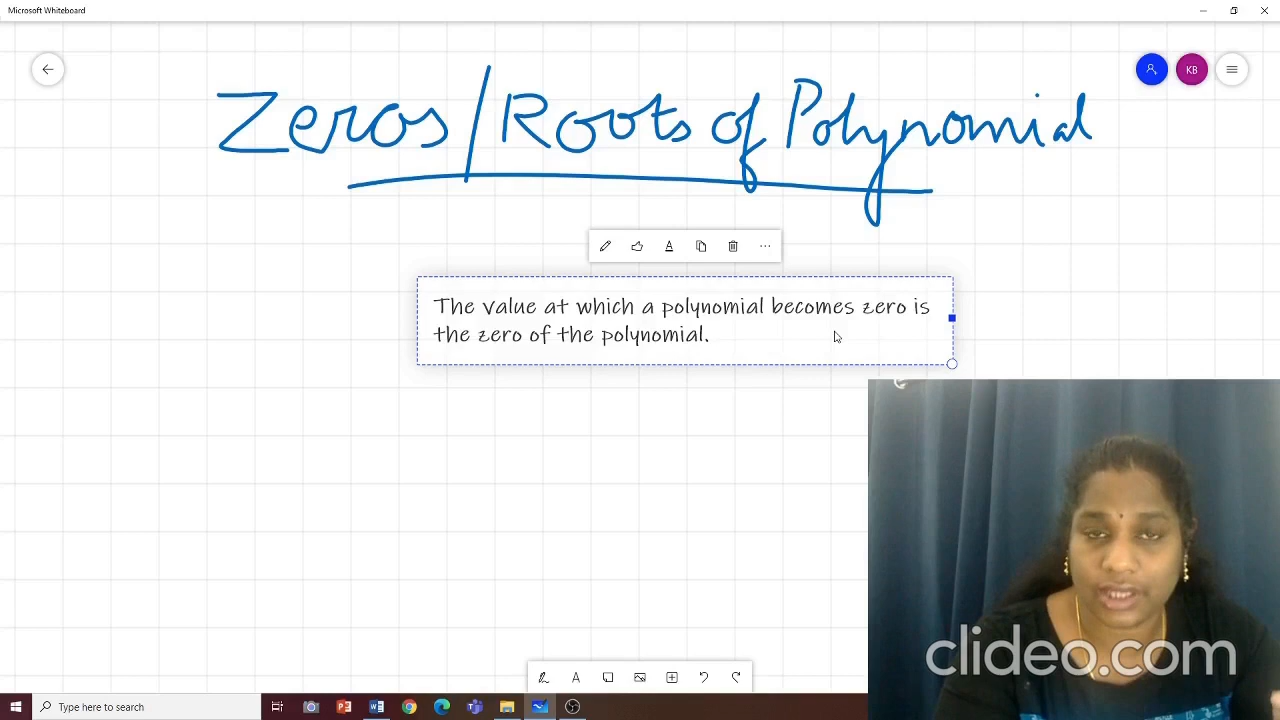 Microsoft Whiteboard
KB
Zeros/Roots of Polynomial
The value at which a polynomial becomes zero is
the zero of the polynomial.
clideo.com
Type here to search